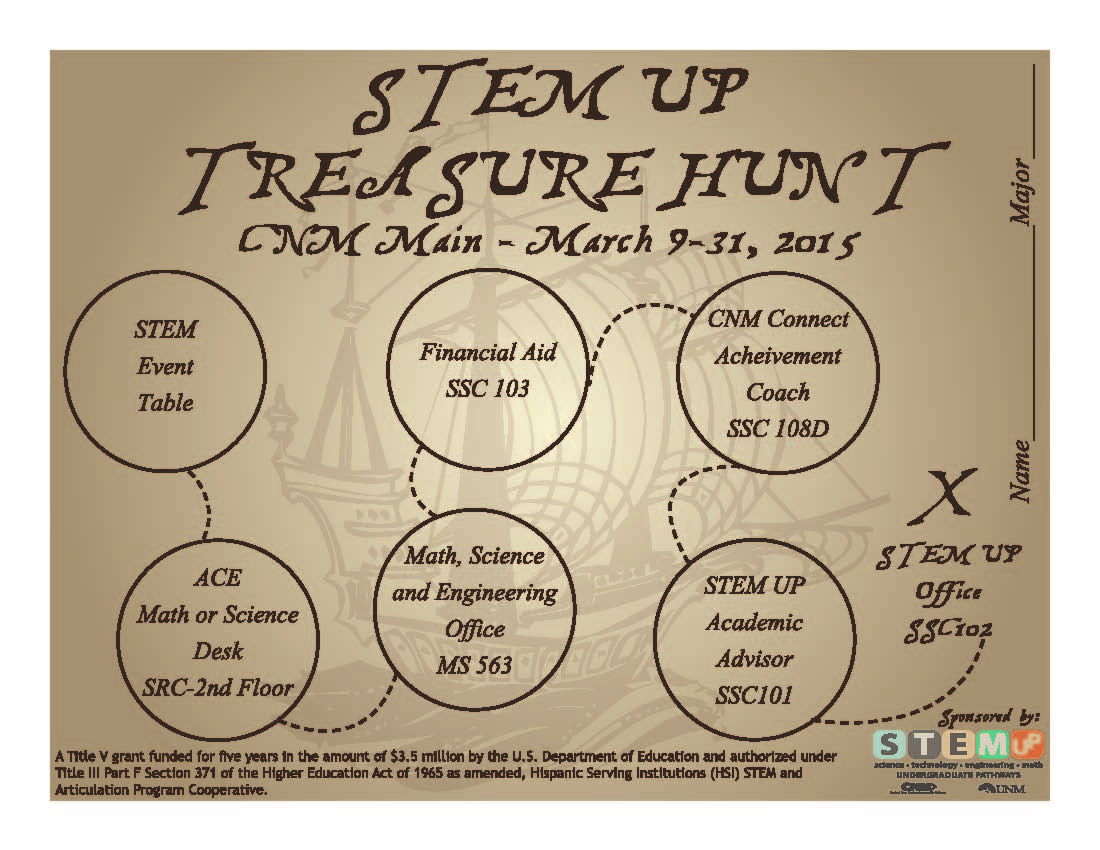 STEM UP
TREASURE HUNT
CNM Main - March 9-31, 2015
STEM
Event
Table
Financial Aid
SSC 103
CNM Connect
Acheivement
Coach
SSC 108D
ACE
Math or Science
Desk
SRC-2nd Floor
Math, Science
and Engineering
Office
MS 563
STEM UP
Academic
Advisor
SSC101
X
STEM UP
Office
SSC102
Name
Major
Sponsored by:
STEM UP
science • technology • engineering • math
UNDERGRADUATE PATHWAYS
CNM
UNM
A Title V grant funded for five years in the amount of $3.5 million by the U.S. Department of Education and authorized under
Title III Part F Section 371 of the Higher Education Act of 1965 as amended, Hispanic Serving Institutions (HSI) STEM and
Articulation Program Cooperative.